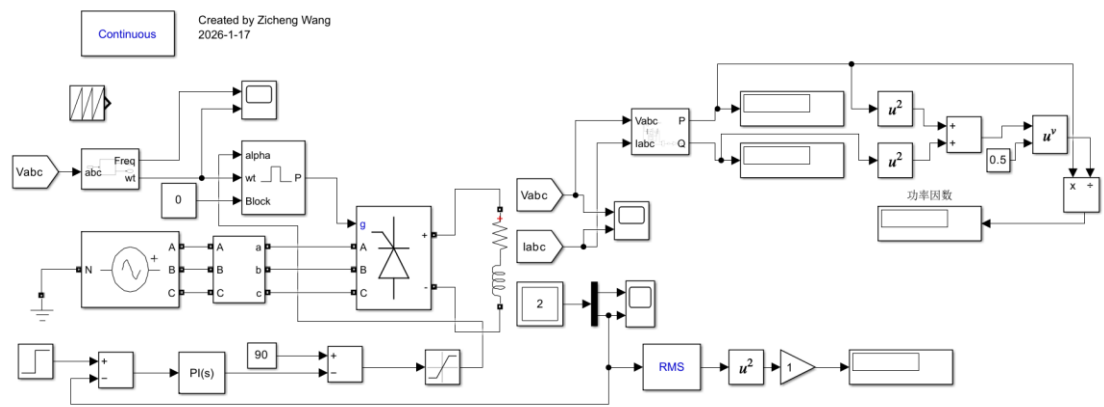 Continuous
Created by Zicheng Wang
2026-1-17
Vabc
abc
Freq
wt
0
alpha
wt
Block
P
g
A
B
C
+
-
N
+
A
B
C
A
B
C
a
b
c
+
−
PI(s)
90
+
−
Vabc
Iabc
2
Vabc
Iabc
P
Q
u²
u²
+
+
0.5
uᵛ
x ÷
功率因数
RMS
u²
1